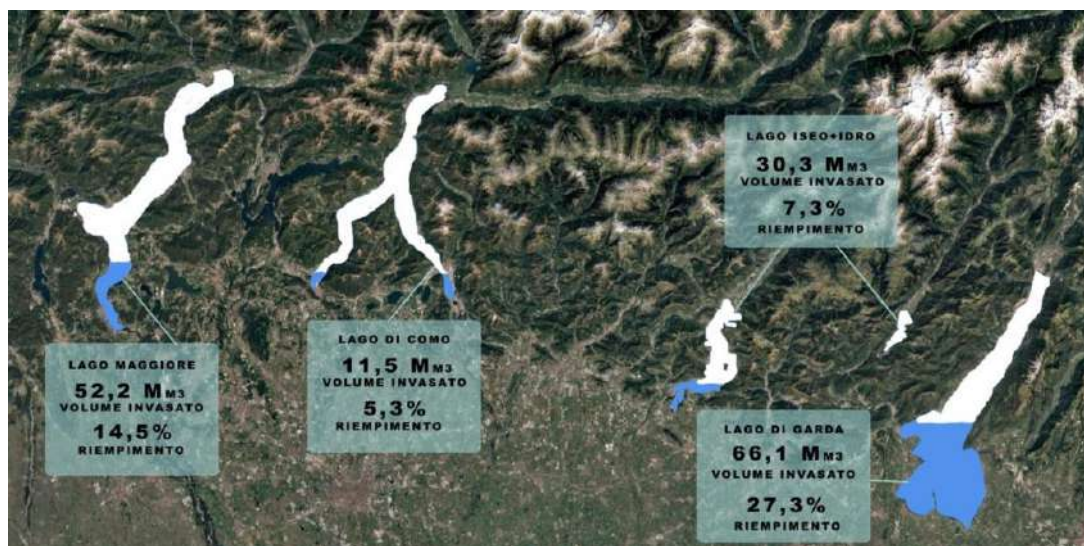 LAGO MAGGIORE
52,2 MM3
VOLUME INVASATO
14,5%
RIEMPIMENTO
LAGO DI COMO
11,5 MM3
VOLUME INVASATO
5,3%
RIEMPIMENTO
LAGO ISEO+IDRO
30,3 MM3
VOLUME INVASATO
7,3%
RIEMPIMENTO
LAGO DI GARDA
66,1 MM3
VOLUME INVASATO
27,3%
RIEMPIMENTO